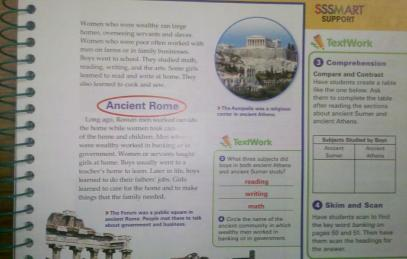 Women who were wealthy ran large
homes, overseeing servants and slaves.
Women who were poor often worked with
men on farms or in family businesses.
Boys went to school. They studied math,
reading, writing, and the arts. Some girls
learned to read and write at home. They
also learned to cook and sew.
Ancient Rome
Long ago, Roman men worked outside
the home while women took care
of the home and children. Men who
were wealthy worked in banking or in
government. Women or servants taught
girls at home. Boys usually went to a
teacher's home to learn. Later in life, boys
learned to do their fathers' jobs. Girls
learned to care for the home and to make
things that the family needed.
The Forum was a public square in
ancient Rome. People met there to talk
about government and business.
The Acropolis was a religious
center in ancient Athens.
TextWork
3 What three subjects did
boys in both ancient Athens
and ancient Sumer study?
reading
writing
math
4 Circle the name of the
ancient community in which
wealthy men worked in
banking or in government.
SSSMART
SUPPORT
TextWork
3 Comprehension
Compare and Contrast
Have students create a table
like the one below. Ask
them to complete the table
after reading the sections
about ancient Sumer and
ancient Athens.
Subjects Studied by Boys
Ancient Sumer
Ancient Athens
4 Skim and Scan
Have students scan to find
the key word banking on
pages 50 and 51. Then have
them scan the headings for
the answer.